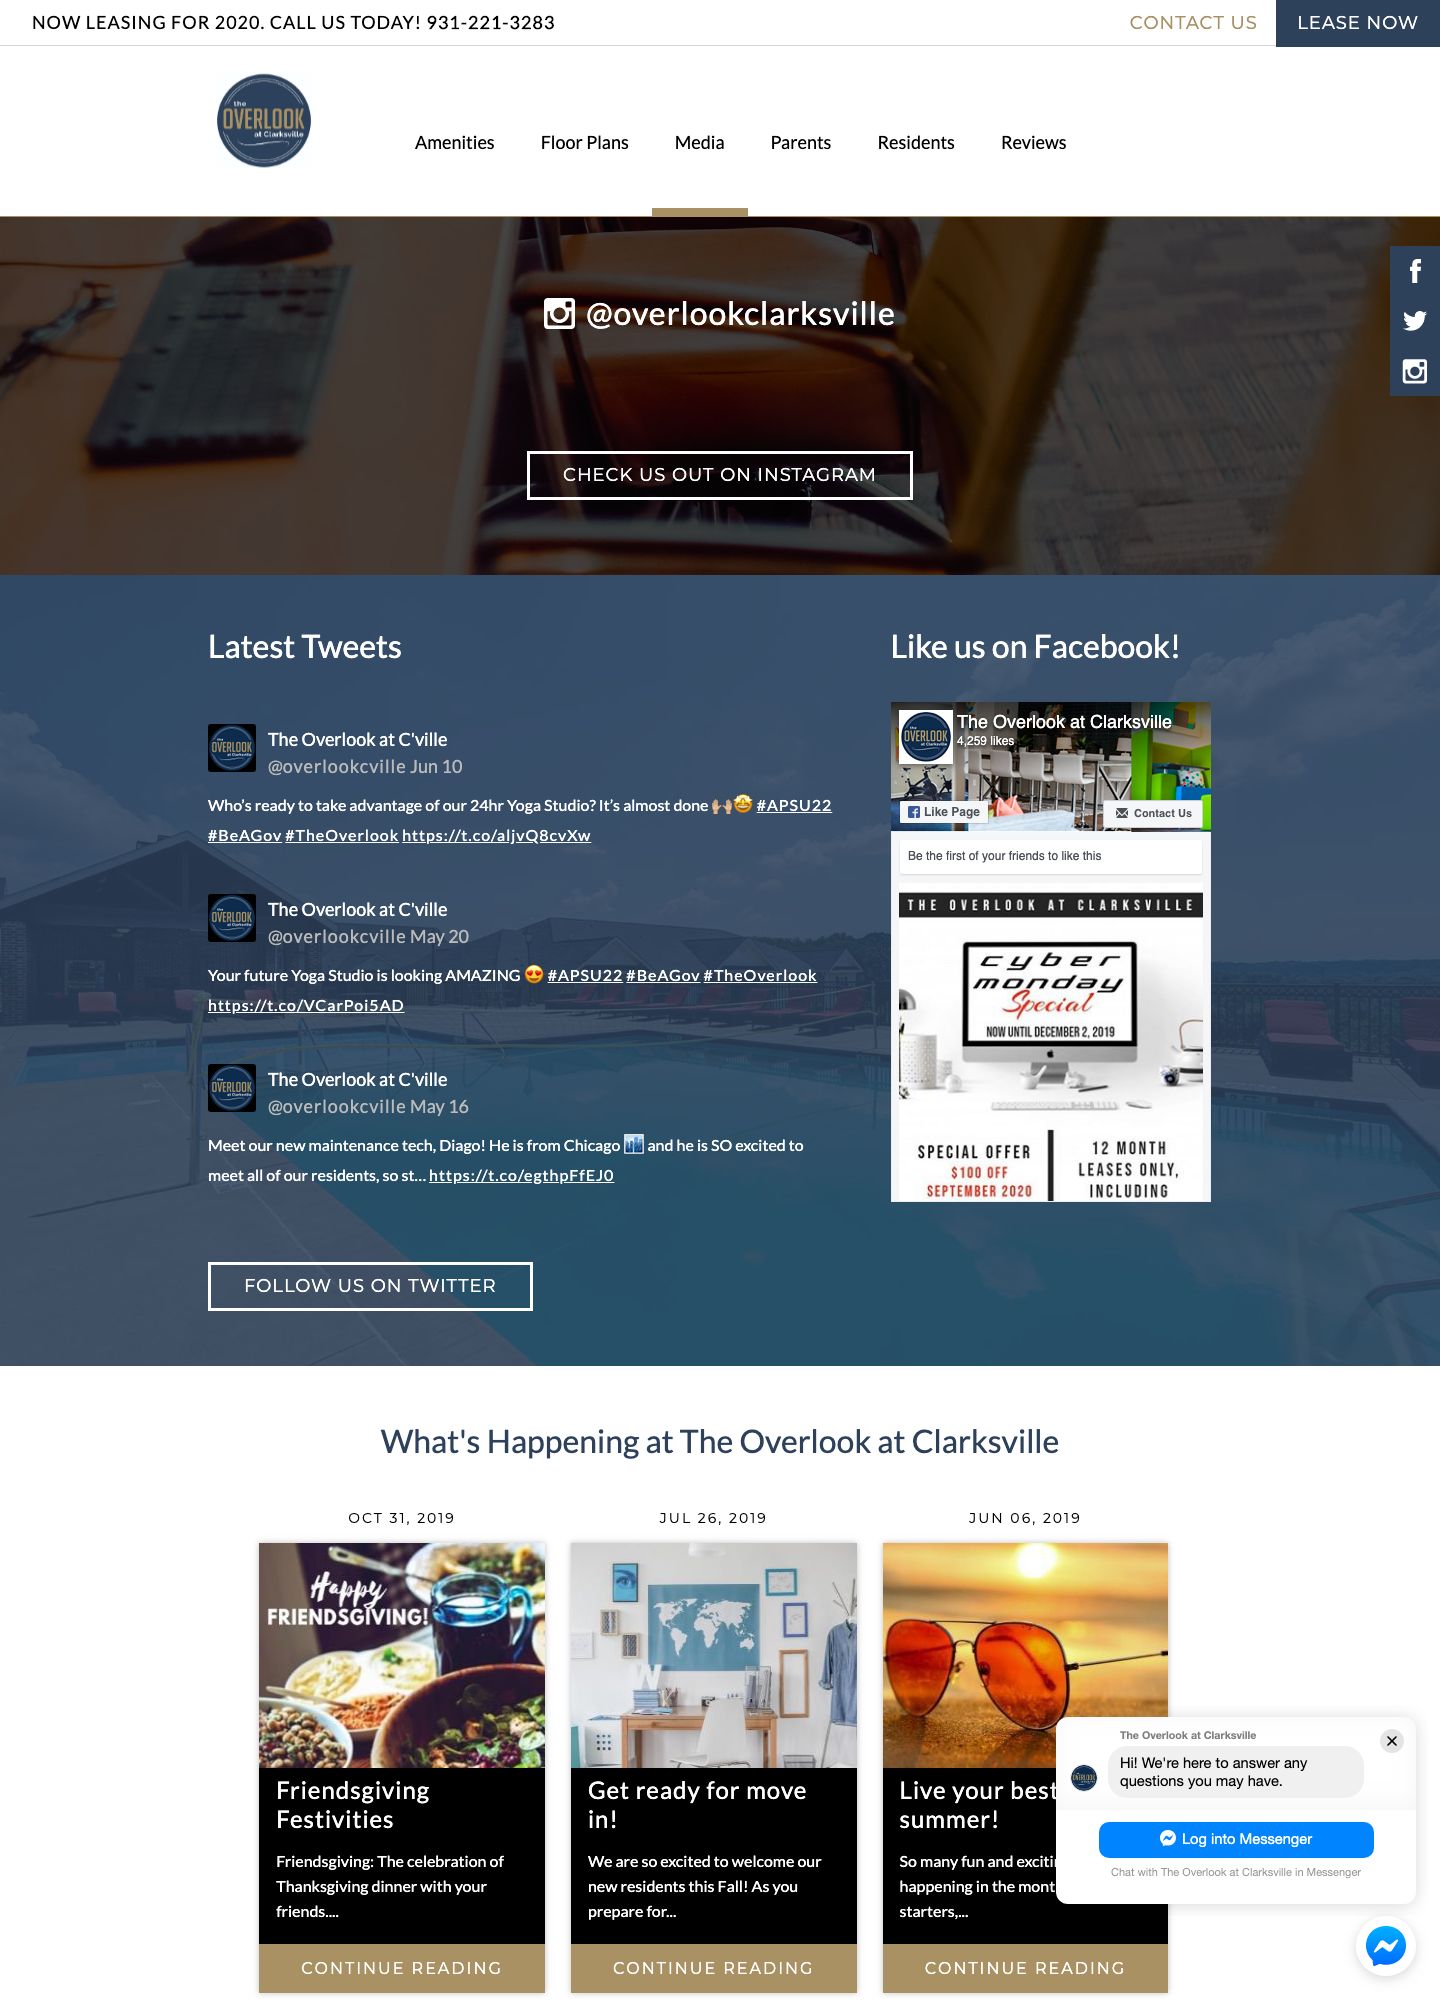 NOW LEASING FOR 2020. CALL US TODAY! 931-221-3283
CONTACT US
LEASE NOW
the
OVERLOOK
at Clarksville
Amenities
Floor Plans
Media
Parents
Residents
Reviews
@overlookclarksville
CHECK US OUT ON INSTAGRAM
Latest Tweets
The Overlook at C'ville
@overlookcville Jun 10
Who’s ready to take advantage of our 24hr Yoga Studio? It’s almost done 🙌🏼🤩 #APSU22
#BeAGov #TheOverlook https://t.co/aljvQ8cvXw
The Overlook at C'ville
@overlookcville May 20
Your future Yoga Studio is looking AMAZING 😍 #APSU22 #BeAGov #TheOverlook
https://t.co/VCarPoi5AD
The Overlook at C'ville
@overlookcville May 16
Meet our new maintenance tech, Diago! He is from Chicago 🏙 and he is SO excited to
meet all of our residents, so st… https://t.co/egthpFfEJ0
FOLLOW US ON TWITTER
Like us on Facebook!
The Overlook at Clarksville
4,259 likes
Like Page
Contact Us
Be the first of your friends to like this
THE OVERLOOK AT CLARKSVILLE
cyber
monday
Special
NOW UNTIL DECEMBER 2, 2019
SPECIAL OFFER
$100 OFF
SEPTEMBER 2020
12 MONTH
LEASES ONLY,
INCLUDING
What's Happening at The Overlook at Clarksville
OCT 31, 2019
Happy
FRIENDSGIVING!
Friendsgiving
Festivities
Friendsgiving: The celebration of
Thanksgiving dinner with your
friends....
CONTINUE READING
JUL 26, 2019
W
Get ready for move
in!
We are so excited to welcome our
new residents this Fall! As you
prepare for...
CONTINUE READING
JUN 06, 2019
Live your best
summer!
So many fun and
happening in the
starters,...
CONTINUE READING
The Overlook at Clarksville
Hi! We're here to answer any
questions you may have.
Log into Messenger
Chat with The Overlook at Clarksville in Messenger